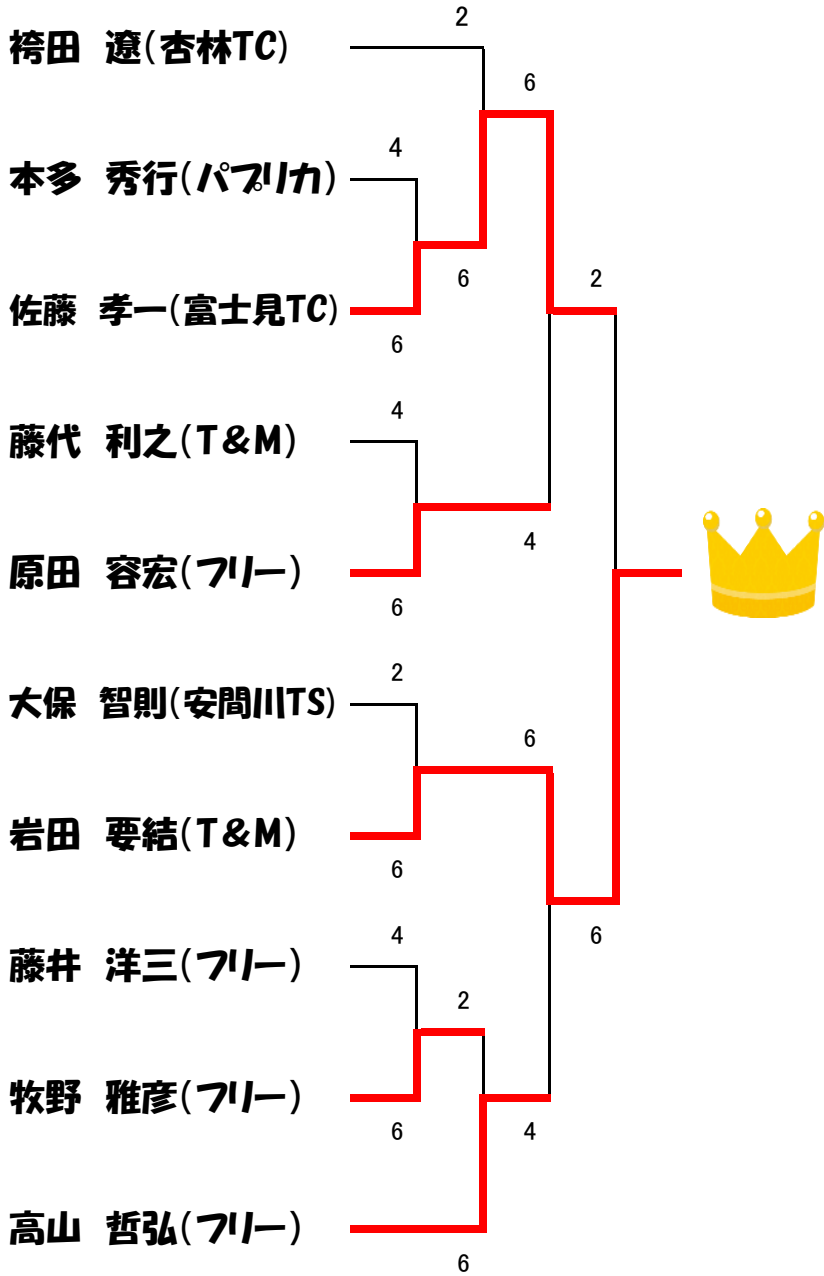 2
袴田 遼(杏林TC)
6
4
本多 秀行(パプリカ)
6
2
佐藤 孝一(富士見TC)
6
4
藤代 利之(T&M)
4
原田 容宏(フリー)
6
2
大保 智則(安間川TS)
6
岩田 要結(T&M)
6
4
6
藤井 洋三(フリー)
2
牧野 雅彦(フリー)
6
4
高山 哲弘(フリー)
6